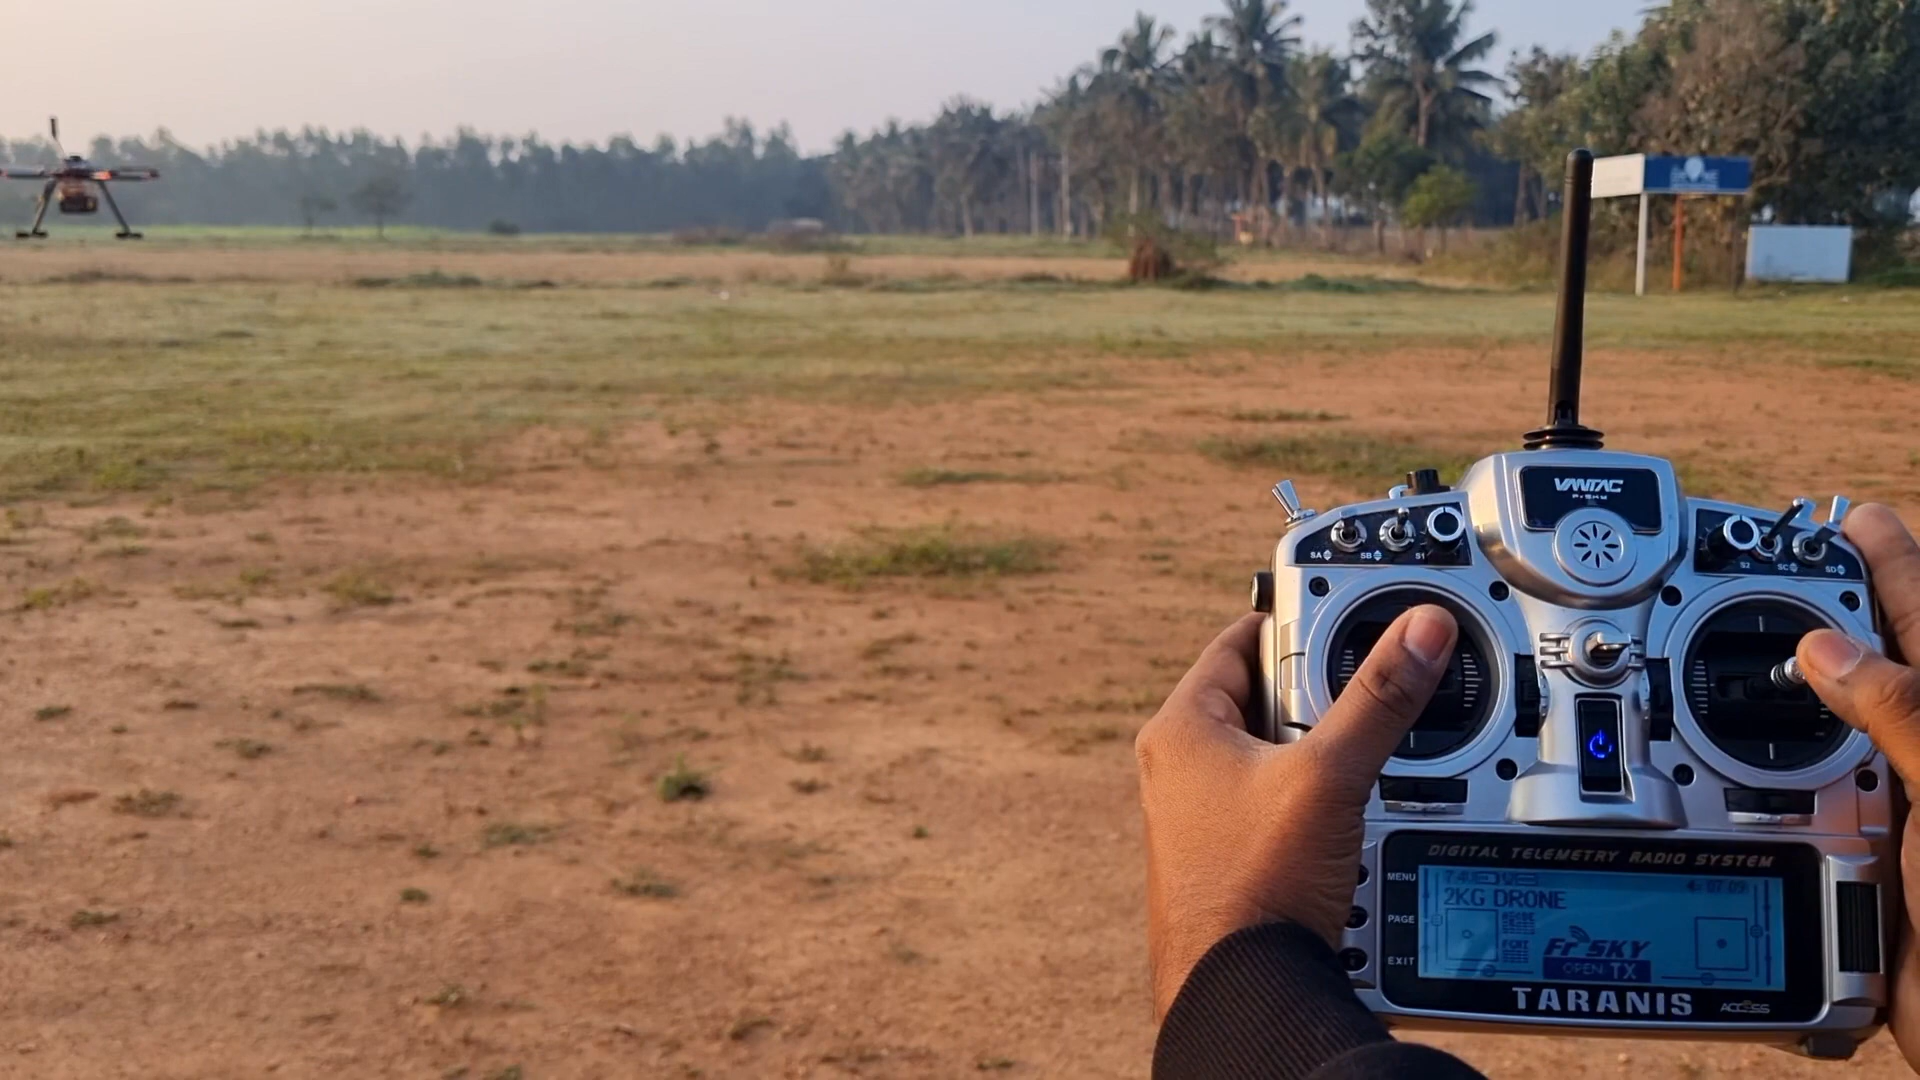 VANTAC
FrSKY
SA SB S1
S2 SC SD
DIGITAL TELEMETRY RADIO SYSTEM
MENU
PAGE
EXIT
2KG DRONE
FrSKY
OPEN TX
TARANIS ACCESS